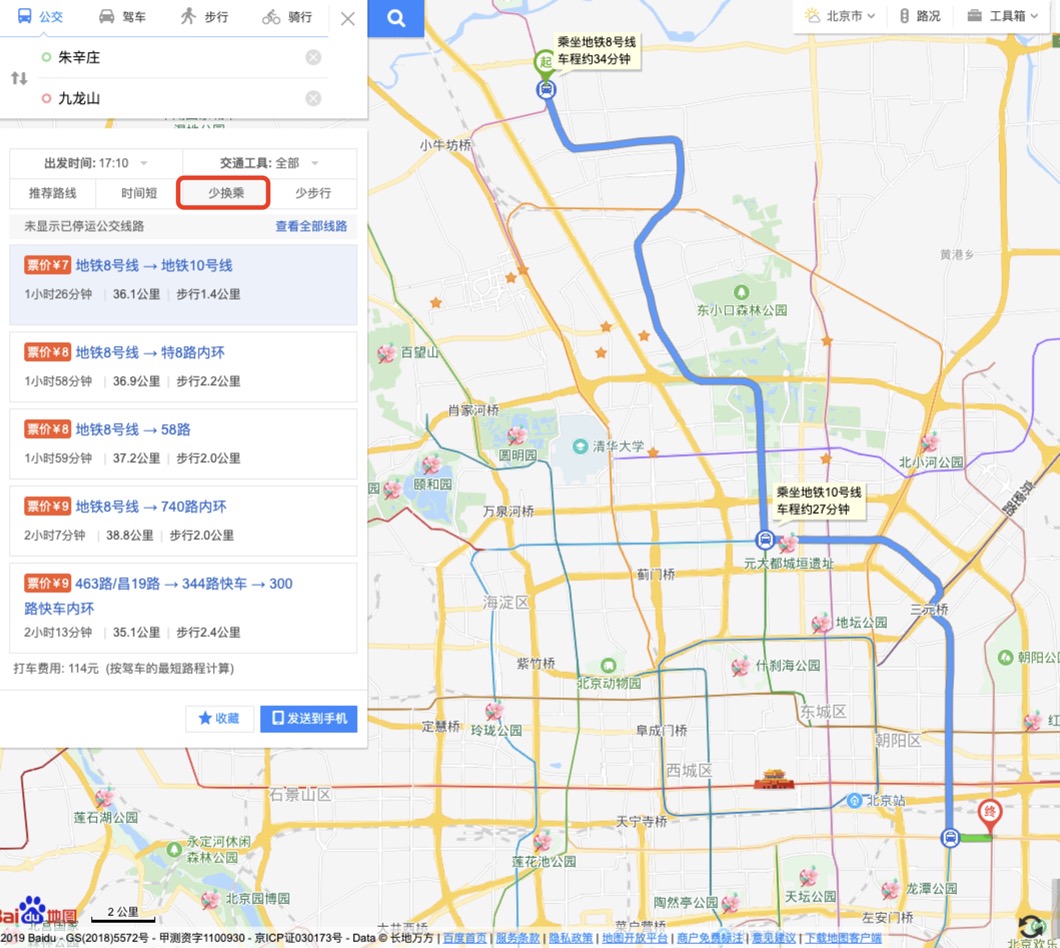 公交 驾车 步行 骑行
朱辛庄
九龙山
出发时间: 17:10 交通工具: 全部
推荐路线 时间短 少换乘 少步行
未显示已停运公交线路 查看全部线路
票价¥7 地铁8号线 → 地铁10号线
1小时26分钟 | 36.1公里 | 步行1.4公里
票价¥8 地铁8号线 → 特8路内环
1小时58分钟 | 36.9公里 | 步行2.2公里
票价¥8 地铁8号线 → 58路
1小时59分钟 | 37.2公里 | 步行2.0公里
票价¥9 地铁8号线 → 740路内环
2小时7分钟 | 38.8公里 | 步行2.0公里
票价¥9 463路/昌19路 → 344路快车 → 300
路快车内环
2小时13分钟 | 35.1公里 | 步行2.4公里
打车费用: 114元 (按驾车的最短路程计算)
收藏 发送到手机
北京市 路况 工具箱
乘坐地铁8号线
车程约34分钟
起
小牛坊桥
黄港乡
东小口森林公园
百望山
肖家河桥
圆明园
清华大学
北小河公园
颐和园
园
万泉河桥
京密路
乘坐地铁10号线
车程约27分钟
元大都城垣遗址
蓟门桥
海淀区
三元桥
地坛公园
紫竹桥
什刹海公园
朝阳公
北京动物园
定慧桥
玲珑公园
阜成门桥
东城区
红
朝阳区
西城区
石景山区
北京站
莲石湖公园
天宁寺桥
终
永定河休闲
森林公园
莲花池公园
北京园博园
天坛公园
龙潭公园
陶然亭公园
左安门桥
Bai du 地图
2 公里
2019 Baidu - GS(2018)5572号 - 甲测资字1100930 - 京ICP证030173号 - Data © 长地万方 | 百度首页 | 服务条款 | 隐私政策 | 地图开放平台 | 商户免费标注 | 意见建议 | 下载地图客户端